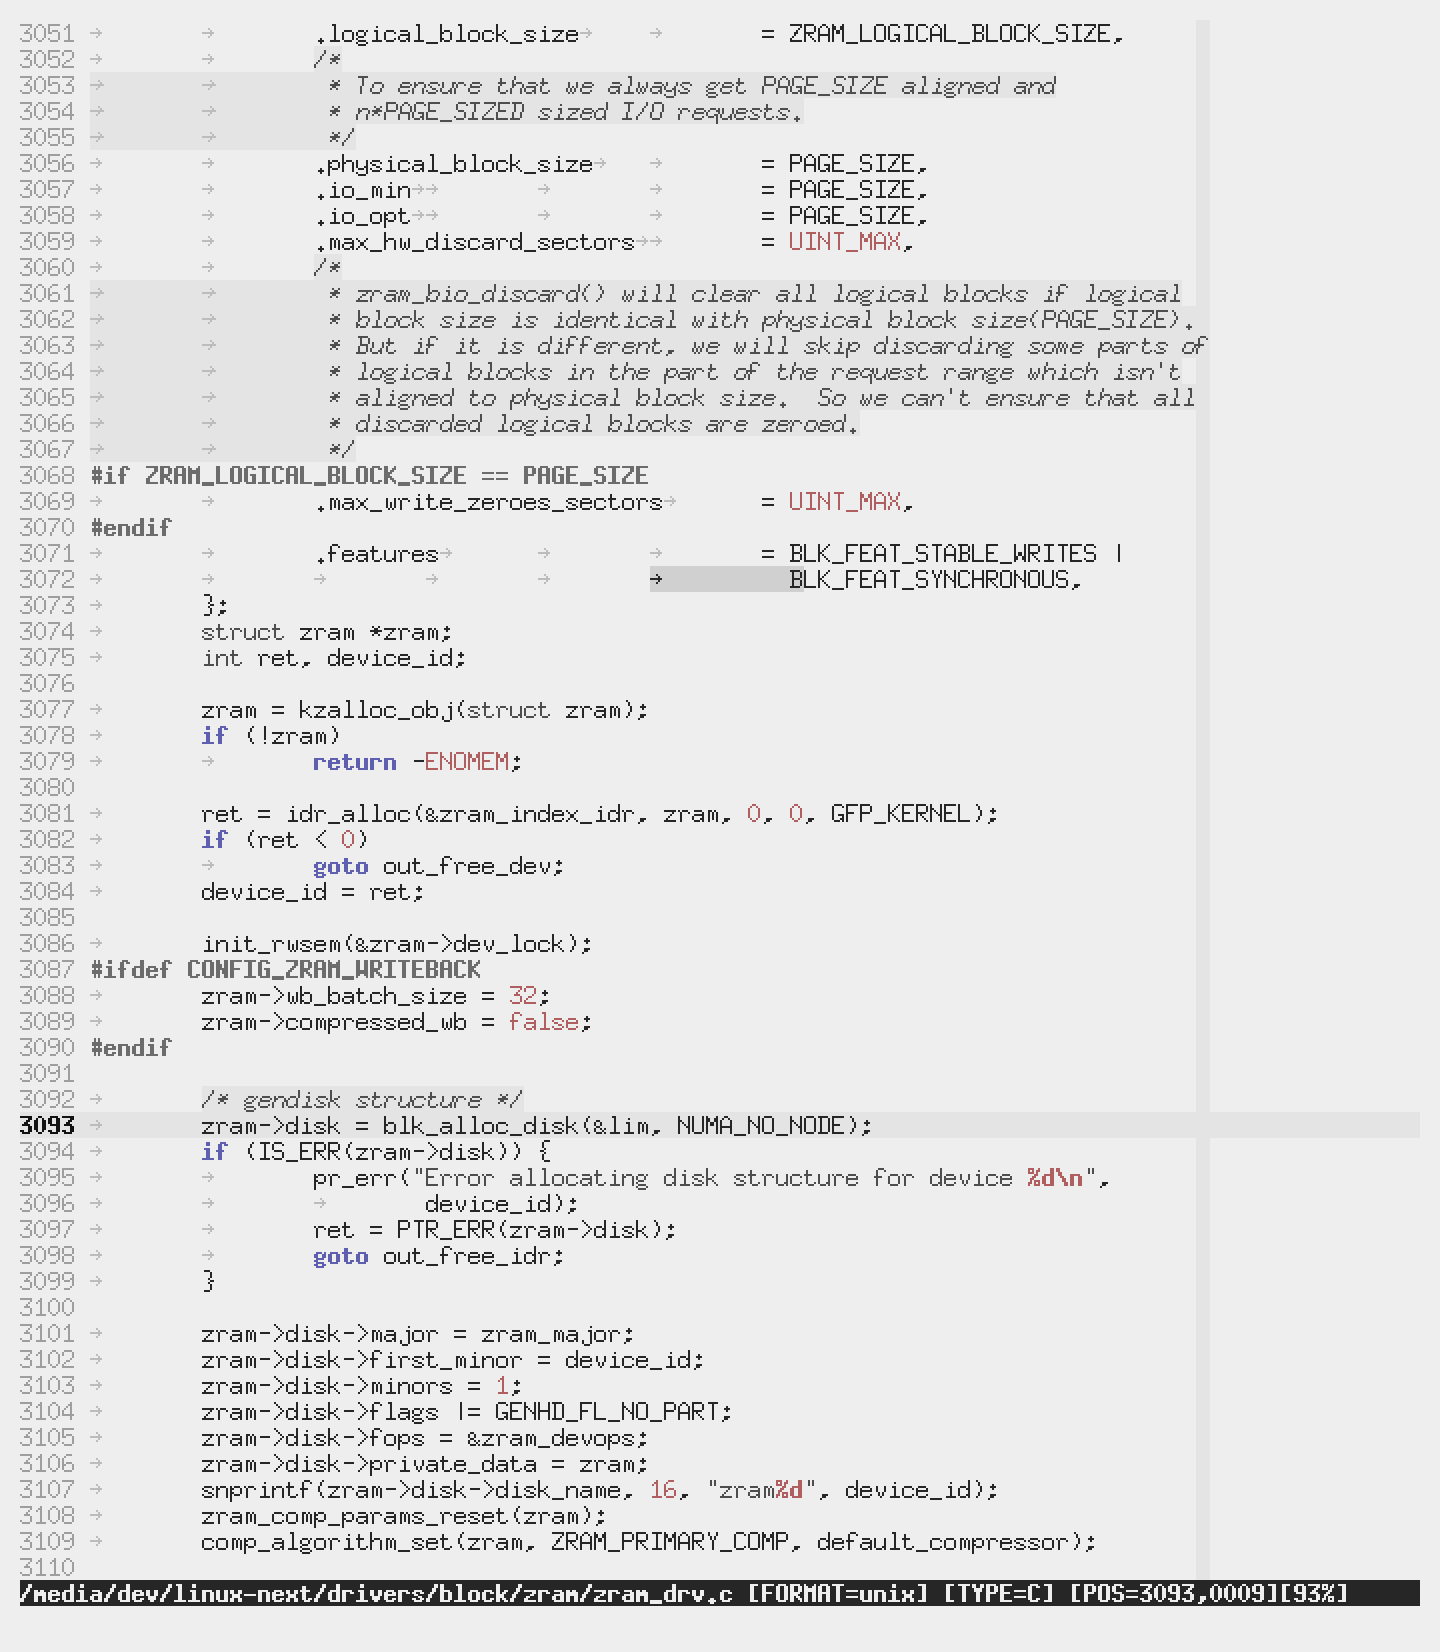 3051 →       →       .logical_block_size→    →       = ZRAM_LOGICAL_BLOCK_SIZE,
3052 →       →       /*
3053 →       →        * To ensure that we always get PAGE_SIZE aligned and
3054 →       →        * n*PAGE_SIZED sized I/O requests.
3055 →       →        */
3056 →       →       .physical_block_size→   →       = PAGE_SIZE,
3057 →       →       .io_min→→       →       →       = PAGE_SIZE,
3058 →       →       .io_opt→→       →       →       = PAGE_SIZE,
3059 →       →       .max_hw_discard_sectors→→       = UINT_MAX,
3060 →       →       /*
3061 →       →        * zram_bio_discard() will clear all logical blocks if logical
3062 →       →        * block size is identical with physical block size(PAGE_SIZE).
3063 →       →        * But if it is different, we will skip discarding some parts of
3064 →       →        * logical blocks in the part of the request range which isn't
3065 →       →        * aligned to physical block size.  So we can't ensure that all
3066 →       →        * discarded logical blocks are zeroed.
3067 →       →        */
3068 #if ZRAM_LOGICAL_BLOCK_SIZE == PAGE_SIZE
3069 →       →       .max_write_zeroes_sectors→      = UINT_MAX,
3070 #endif
3071 →       →       .features→      →       →       = BLK_FEAT_STABLE_WRITES |
3072 →       →       →       →       →       →         BLK_FEAT_SYNCHRONOUS,
3073 →       };
3074 →       struct zram *zram;
3075 →       int ret, device_id;
3076
3077 →       zram = kzalloc_obj(struct zram);
3078 →       if (!zram)
3079 →       →       return -ENOMEM;
3080
3081 →       ret = idr_alloc(&zram_index_idr, zram, 0, 0, GFP_KERNEL);
3082 →       if (ret < 0)
3083 →       →       goto out_free_dev;
3084 →       device_id = ret;
3085
3086 →       init_rwsem(&zram->dev_lock);
3087 #ifdef CONFIG_ZRAM_WRITEBACK
3088 →       zram->wb_batch_size = 32;
3089 →       zram->compressed_wb = false;
3090 #endif
3091
3092 →       /* gendisk structure */
3093 →       zram->disk = blk_alloc_disk(&lim, NUMA_NO_NODE);
3094 →       if (IS_ERR(zram->disk)) {
3095 →       →       pr_err("Error allocating disk structure for device %d\n",
3096 →       →       →       device_id);
3097 →       →       ret = PTR_ERR(zram->disk);
3098 →       →       goto out_free_idr;
3099 →       }
3100
3101 →       zram->disk->major = zram_major;
3102 →       zram->disk->first_minor = device_id;
3103 →       zram->disk->minors = 1;
3104 →       zram->disk->flags |= GENHD_FL_NO_PART;
3105 →       zram->disk->fops = &zram_devops;
3106 →       zram->disk->private_data = zram;
3107 →       snprintf(zram->disk->disk_name, 16, "zram%d", device_id);
3108 →       zram_comp_params_reset(zram);
3109 →       comp_algorithm_set(zram, ZRAM_PRIMARY_COMP, default_compressor);
3110
/media/dev/linux-next/drivers/block/zram/zram_drv.c [FORMAT=unix] [TYPE=C] [POS=3093,0009][93%]